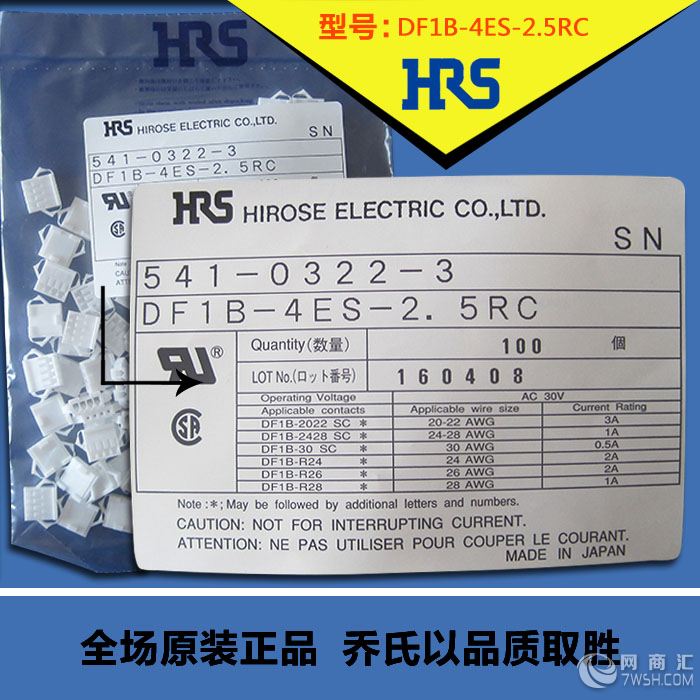 HRS
型号：DF1B-4ES-2.5RC
HRS
HRS HIROSE ELECTRIC CO.,LTD.
SN
541-0322-3
DF1B-4ES-2.5RC
HRS HIROSE ELECTRIC CO.,LTD.
SN
541-0322-3
DF1B-4ES-2.5RC
Quantity(数量) 100 個
LOT No.(ロット番号) 160408
Operating Voltage AC 30V
Applicable contacts Applicable wire size Current Rating
DF1B-2022 SC * 20-22 AWG 3A
DF1B-2428 SC * 24-28 AWG 1A
DF1B-30 SC * 30 AWG 0.5A
DF1B-R24 24 AWG 2A
DF1B-R26 26 AWG 2A
DF1B-R28 28 AWG 1A
Note :*; May be followed by additional letters and numbers.
CAUTION: NOT FOR INTERRUPTING CURRENT.
ATTENTION: NE PAS UTILISER POUR COUPER LE COURANT.
MADE IN JAPAN
全场原装正品 乔氏以品质取胜
网商汇
7WSH.COM